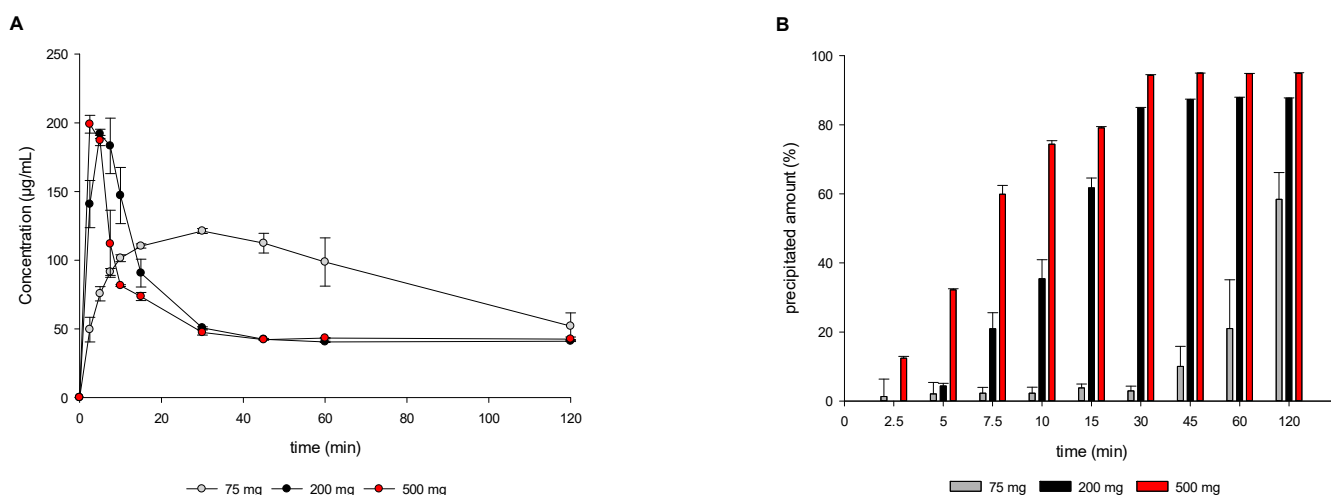 A
Concentration (µg/mL)
250
200
150
100
50
0
0 20 40 60 80 100 120
time (min)
75 mg 200 mg 500 mg
B
precipitated amount (%)
100
80
60
40
20
0
0 2.5 5 7.5 10 15 30 45 60 120
time (min)
75 mg 200 mg 500 mg